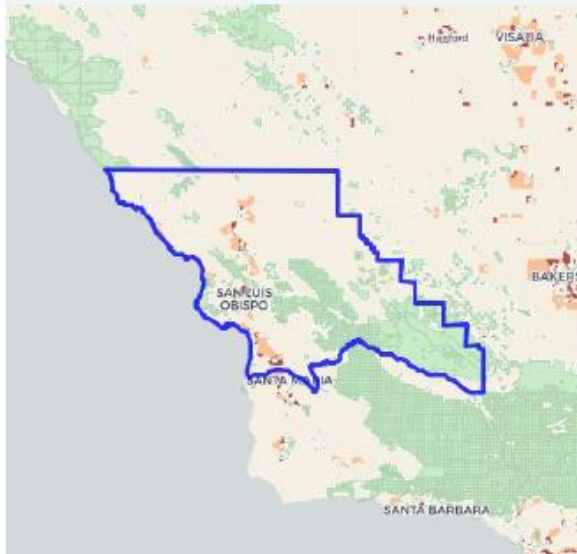 Hanford
VISALIA
SAN LUIS
OBISPO
BAKERS
SANTA MARIA
SANTA BARBARA